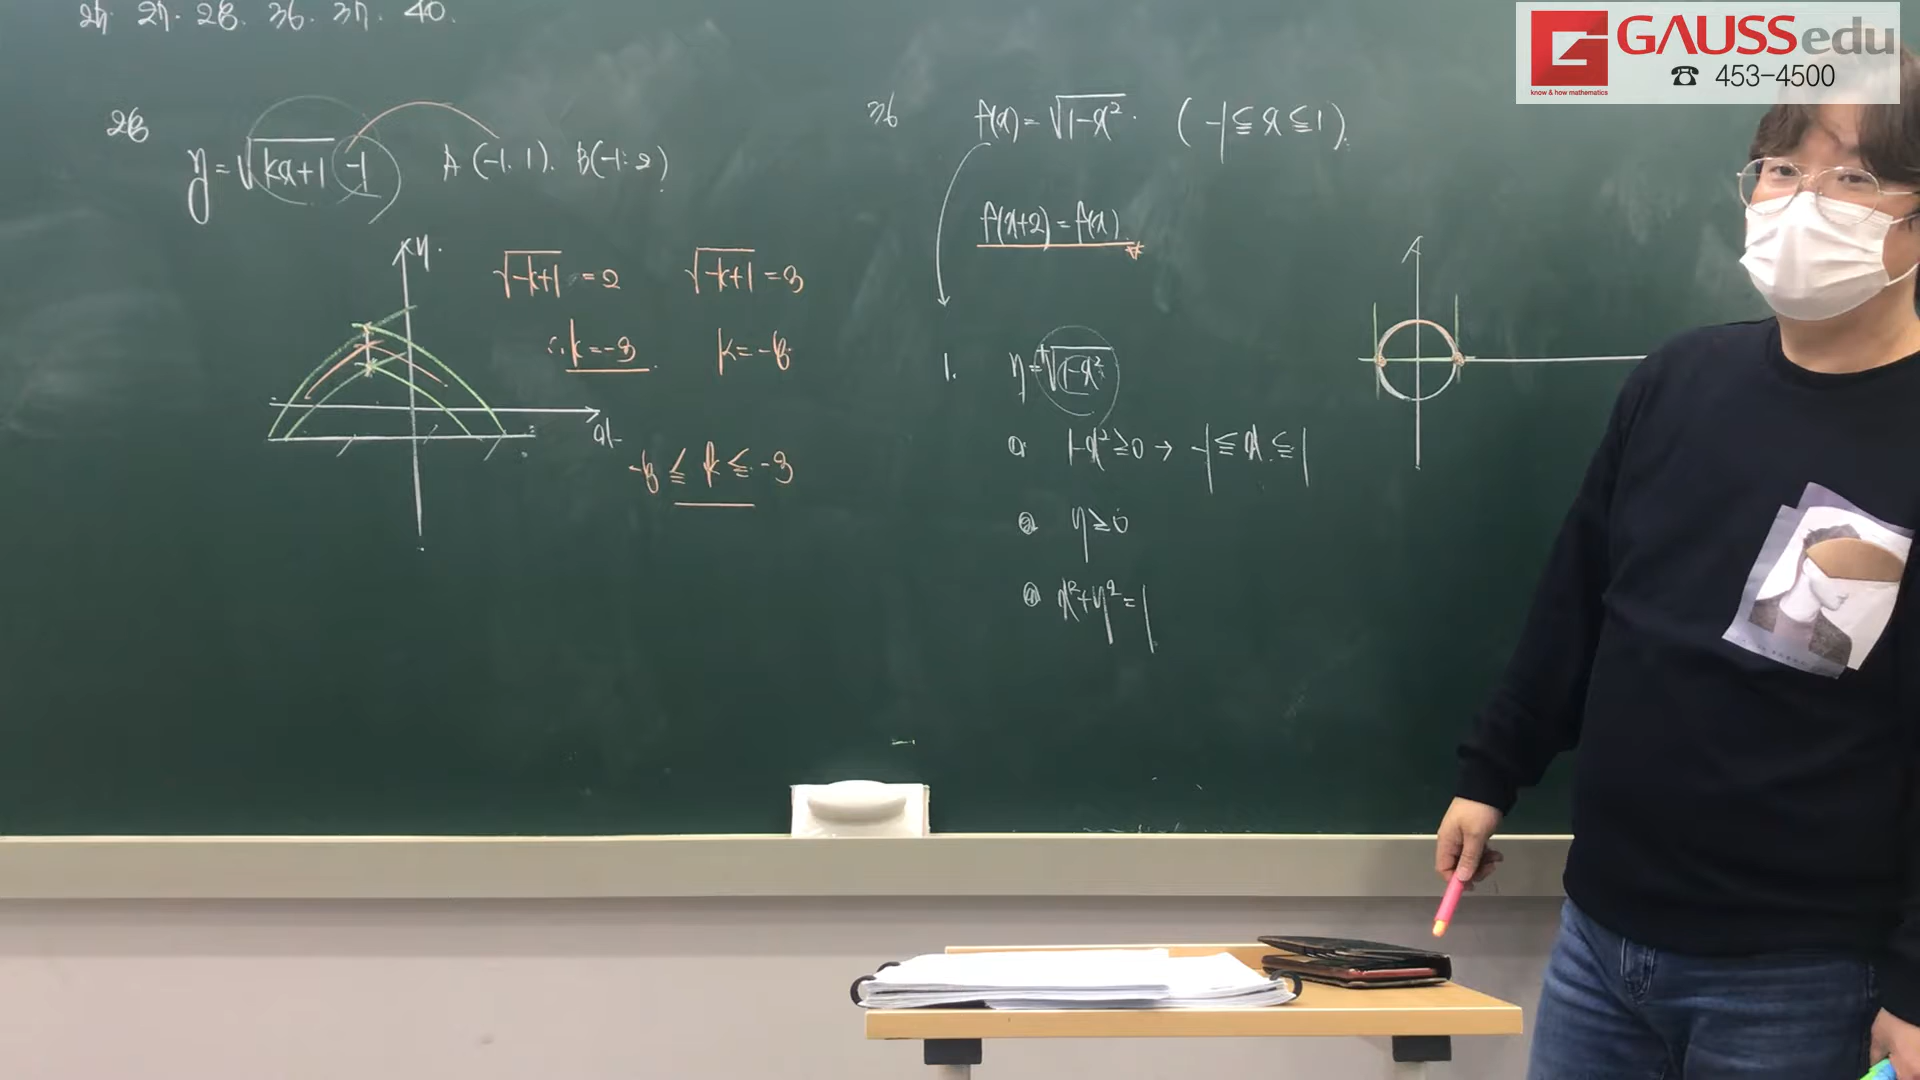 24. 27. 28. 36. 37. 40.
28
y=√(kx+1) -1   A(-1, 1). B(-1, 2)
y
√(-k+1) =2   √(-k+1) =3
∴k=-3   k=-8
x
-8 ≤ k ≤ -3
36   f(x)=√(1-x²)   (-1≤x≤1).
f(x+2)=f(x)
1.   y=+√(1-x²)
① 1-x²≥0 → -1≤x≤1
② y≥0
③ x²+y²=1
GAUSSedu
☎ 453-4500
know & how mathematics